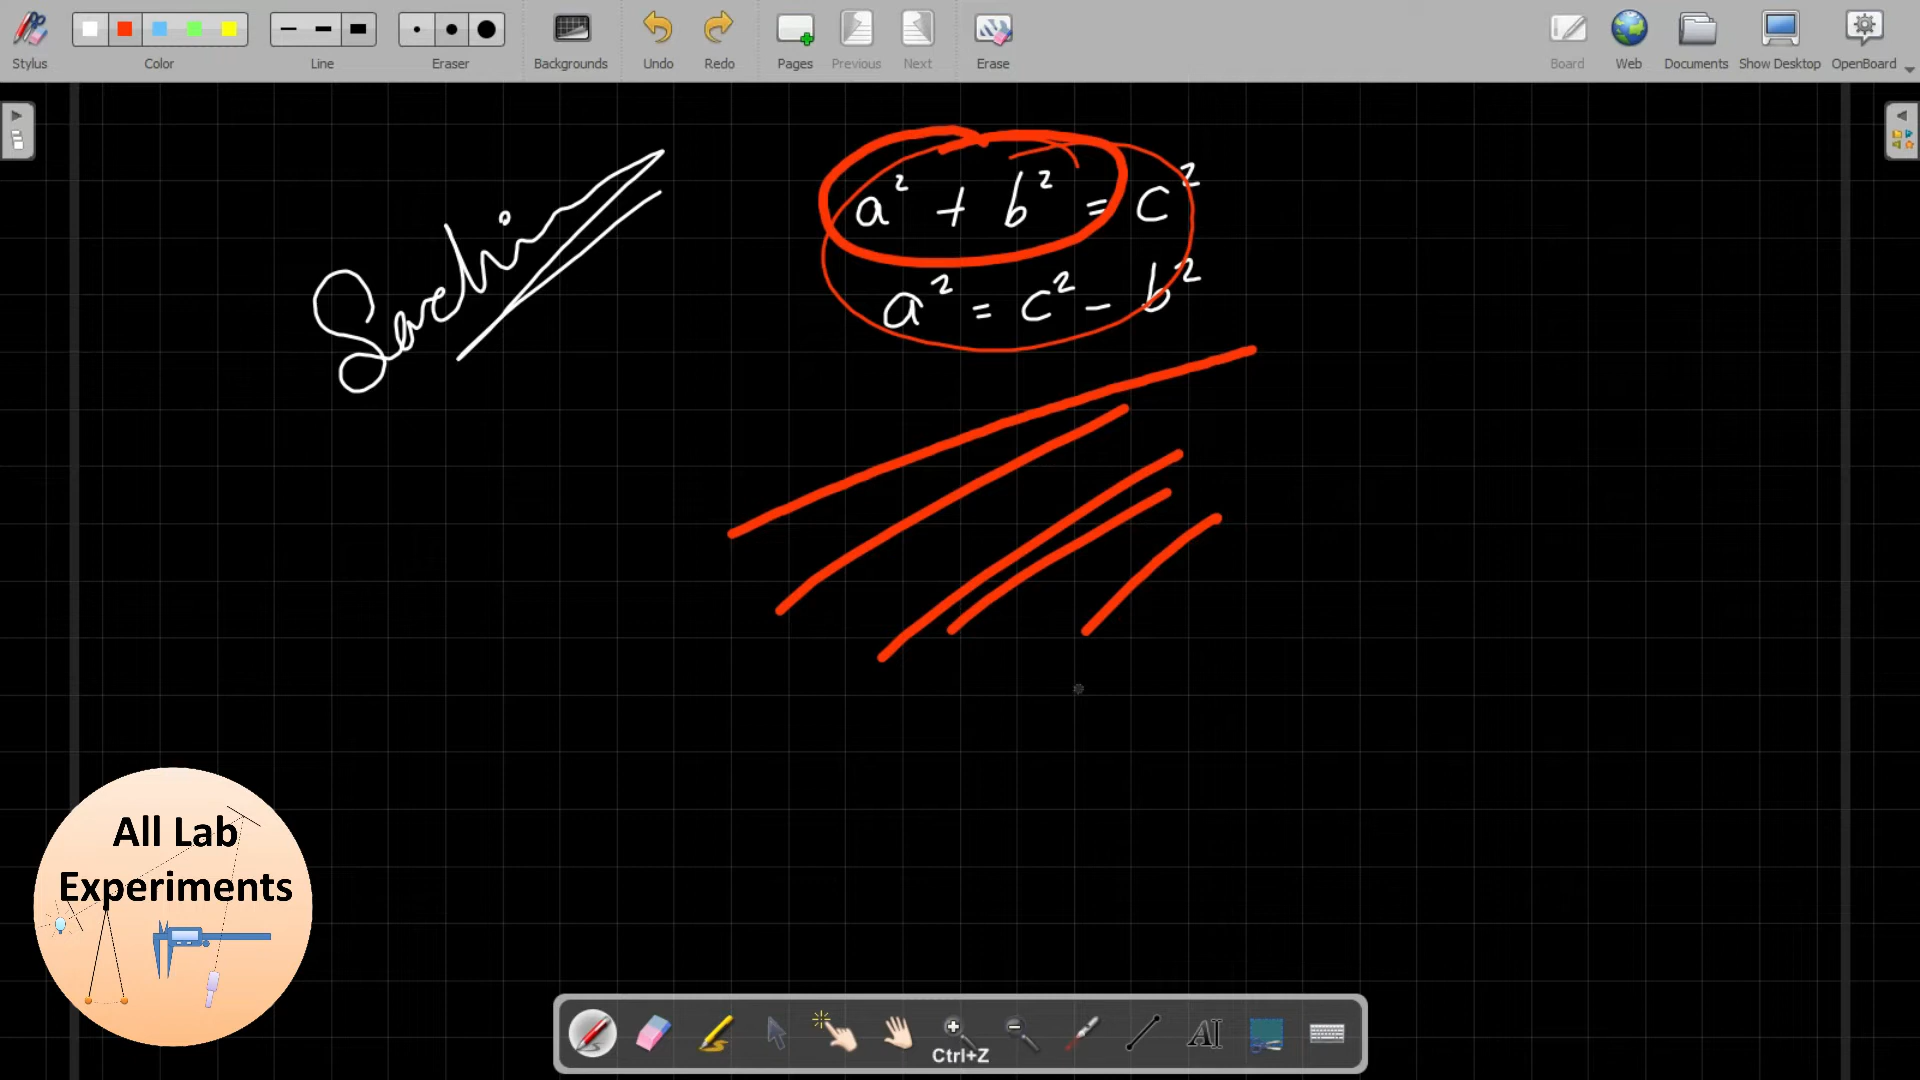 Stylus
Color
Line
Eraser
Backgrounds
Undo
Redo
Pages
Previous
Next
Erase
Board
Web
Documents
Show Desktop
OpenBoard
Sachin
a² + b² = c²
a² = c² - b²
All Lab
Experiments
AI
Ctrl+Z